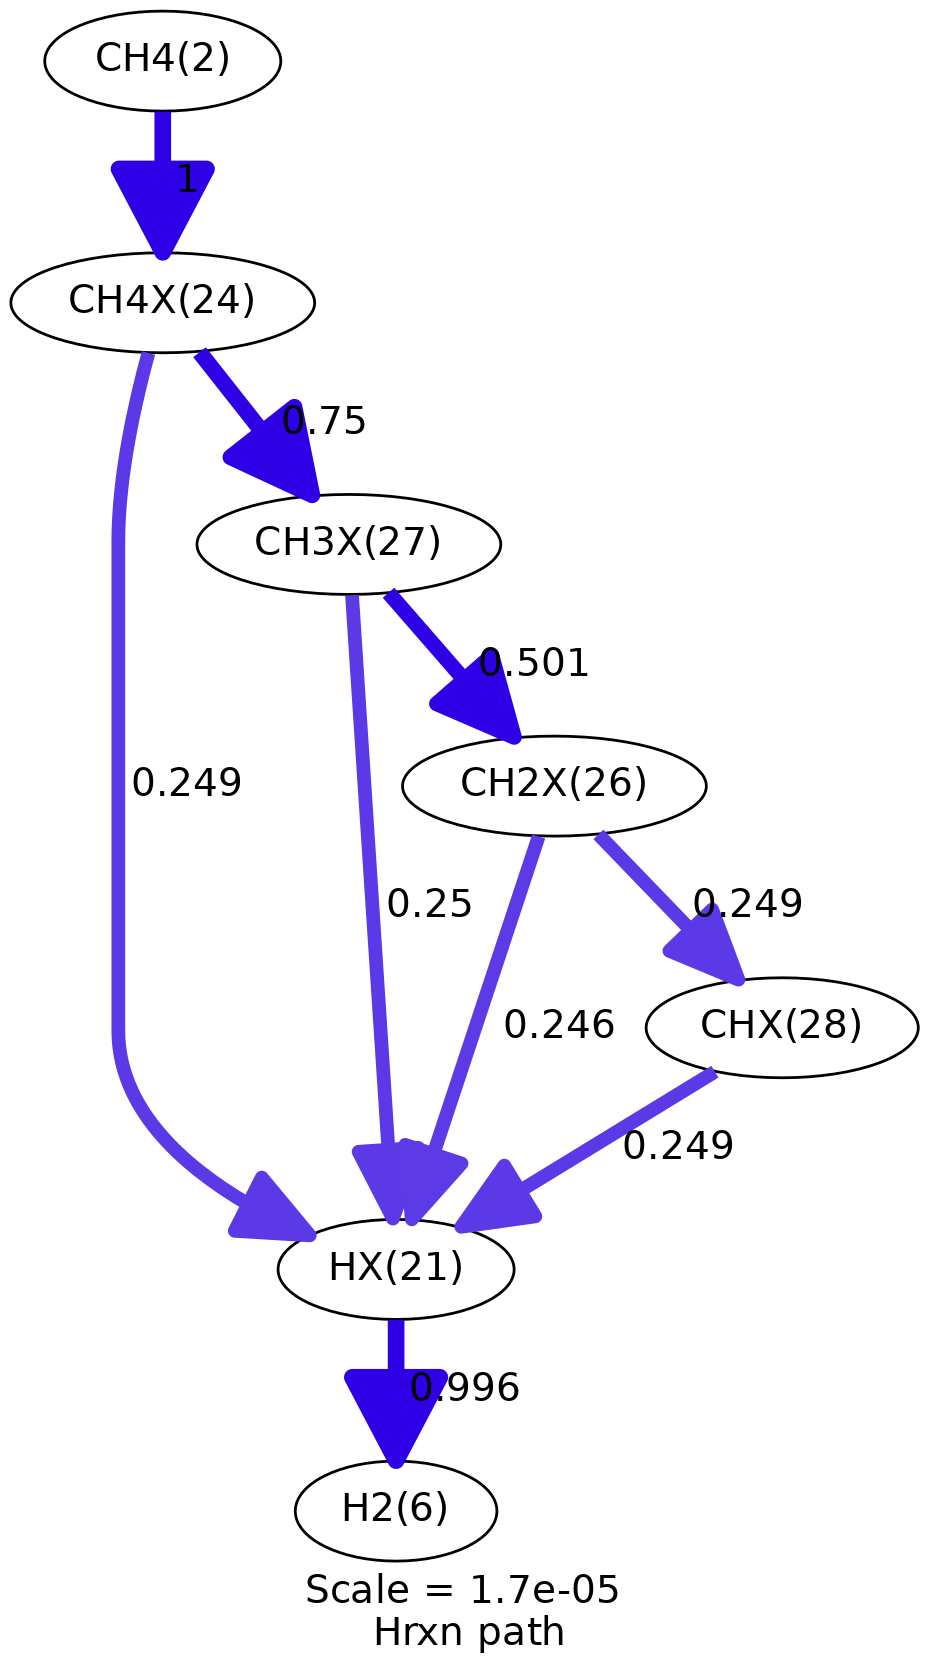 CH4(2)
1
CH4X(24)
0.75
CH3X(27)
0.501
0.249
CH2X(26)
0.25
0.249
0.246
CHX(28)
0.249
HX(21)
0.996
H2(6)
Scale = 1.7e-05
Hrxn path